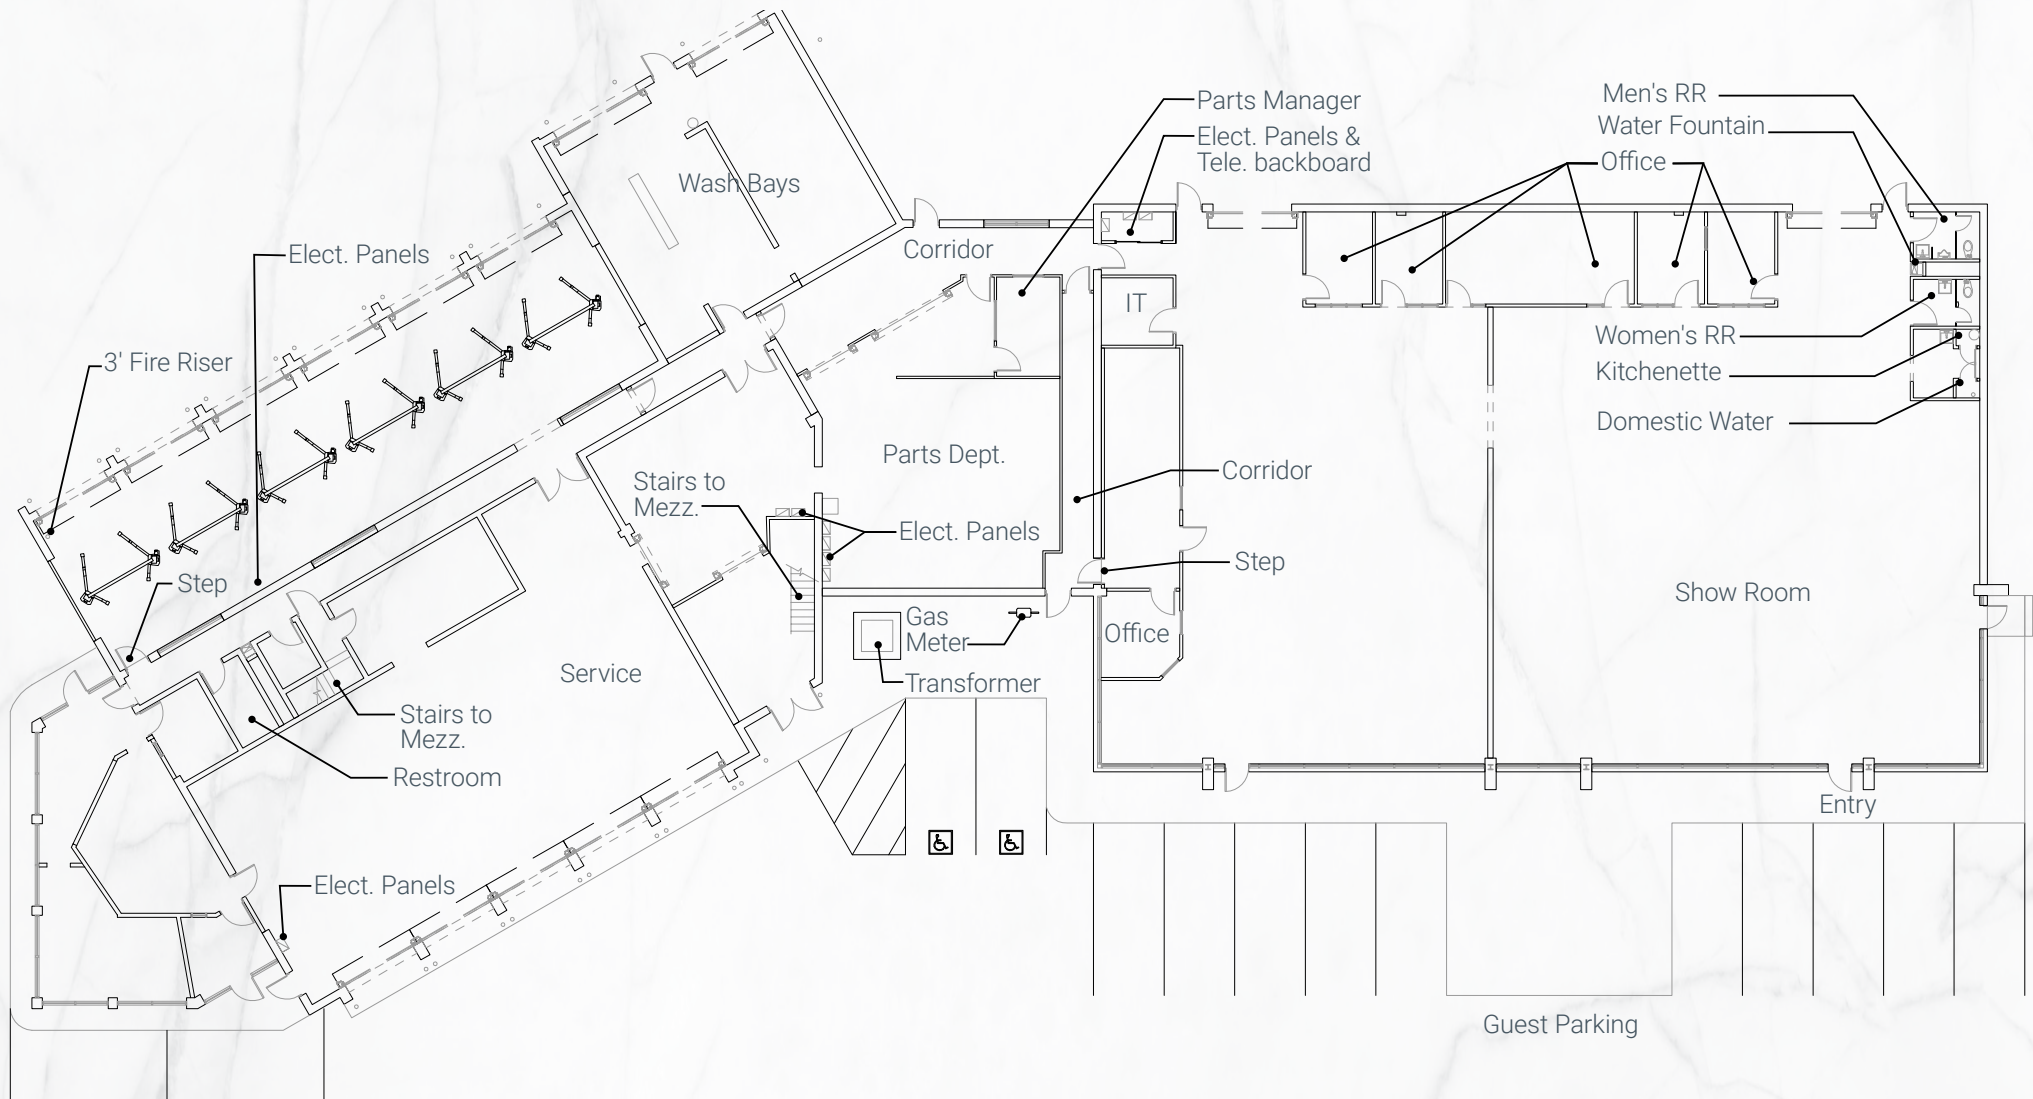 Parts Manager
Elect. Panels &
Tele. backboard
Men's RR
Water Fountain
Office
Wash Bays
Corridor
Elect. Panels
IT
Women's RR
Kitchenette
Domestic Water
3' Fire Riser
Parts Dept.
Corridor
Stairs to
Mezz.
Elect. Panels
Step
Step
Show Room
Gas
Meter
Office
Service
Transformer
Stairs to
Mezz.
Restroom
Entry
Elect. Panels
Guest Parking